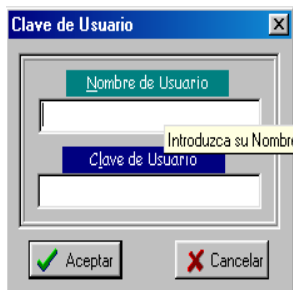 Clave de Usuario
Nombre de Usuario
Introduzca su Nombre
Clave de Usuario
Aceptar
Cancelar